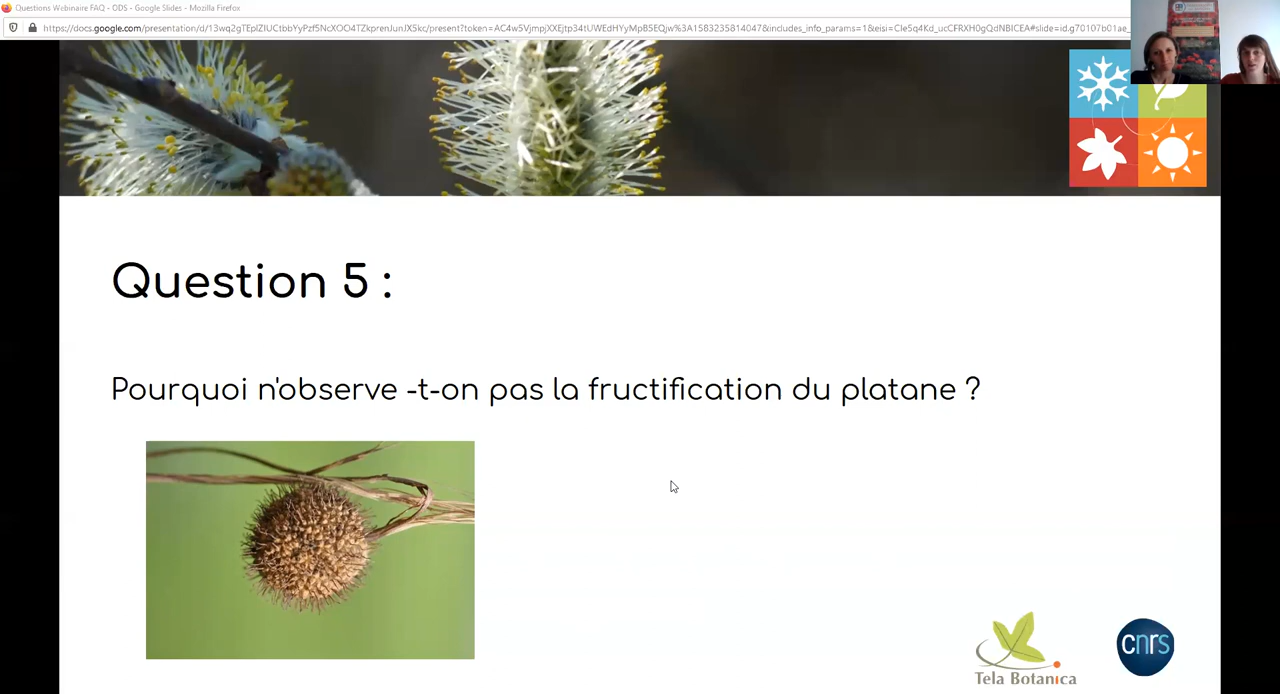 Questions Webinaire FAQ - ODS - Google Slides - Mozilla Firefox
Question 5 :
Pourquoi n'observe -t-on pas la fructification du platane ?
Tela Botanica
cnrs